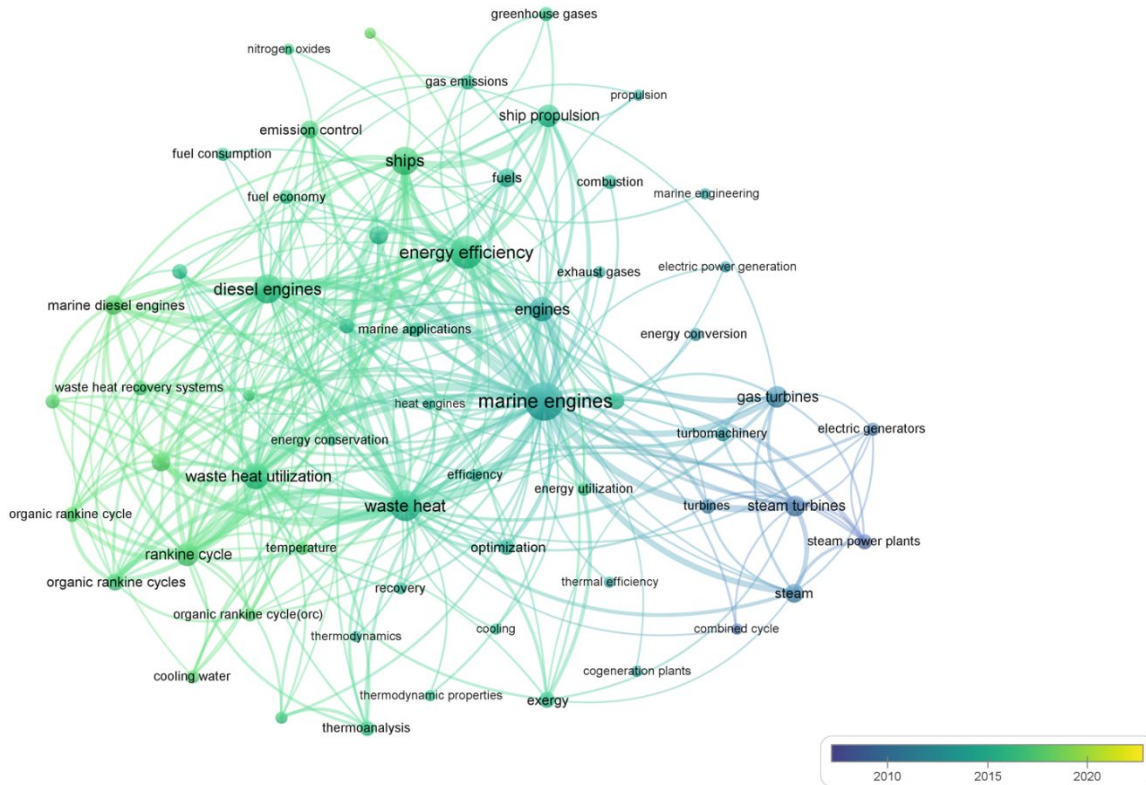 greenhouse gases
nitrogen oxides
gas emissions
propulsion
ship propulsion
emission control
fuel consumption
ships
fuels
combustion
marine engineering
fuel economy
energy efficiency
exhaust gases
electric power generation
diesel engines
marine diesel engines
engines
marine applications
energy conversion
waste heat recovery systems
heat engines
marine engines
gas turbines
electric generators
turbomachinery
energy conservation
waste heat utilization
efficiency
energy utilization
waste heat
turbines
steam turbines
organic rankine cycle
steam power plants
rankine cycle
temperature
optimization
organic rankine cycles
recovery
thermal efficiency
steam
organic rankine cycle(orc)
thermodynamics
cooling
combined cycle
cooling water
cogeneration plants
thermodynamic properties
exergy
thermoanalysis
2010
2015
2020